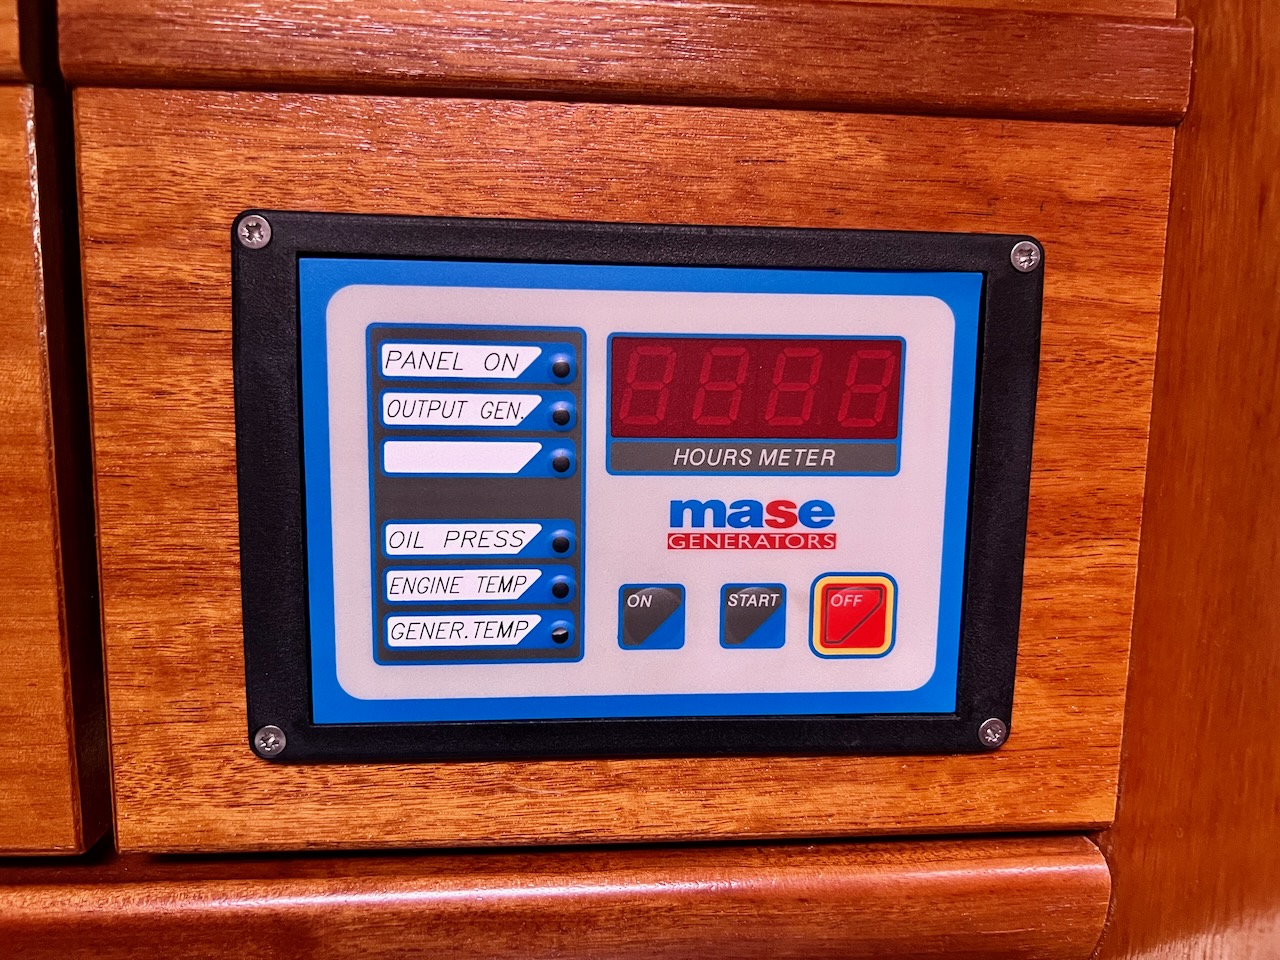 PANEL ON
OUTPUT GEN.
OIL PRESS
ENGINE TEMP
GENER.TEMP
HOURS METER
mase
GENERATORS
ON
START
OFF